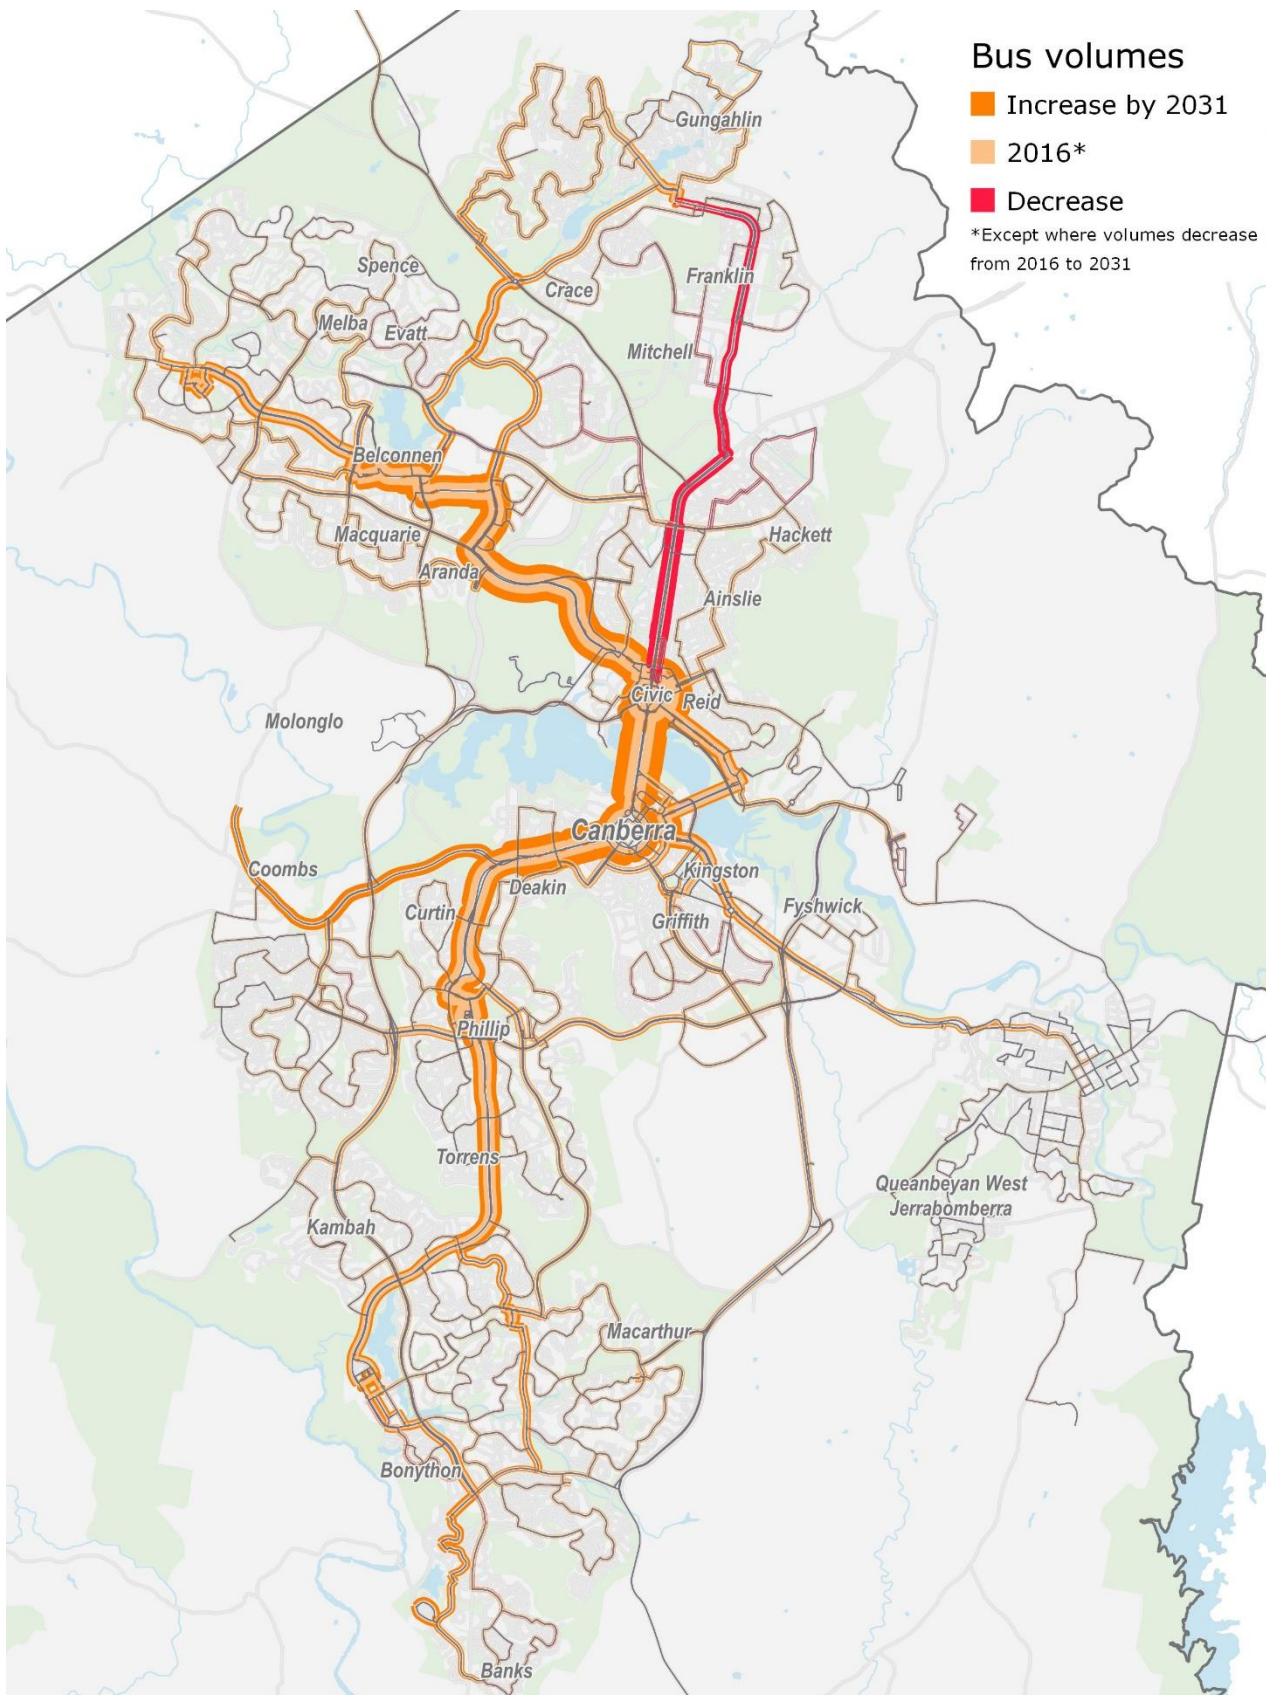 Bus volumes
Increase by 2031
2016*
Decrease
*Except where volumes decrease
from 2016 to 2031
Gungahlin
Spence
Crace
Franklin
Melba
Evatt
Mitchell
Belconnen
Macquarie
Hackett
Aranda
Ainslie
Civic
Reid
Molonglo
Canberra
Coombs
Deakin
Kingston
Curtin
Griffith
Fyshwick
Phillip
Torrens
Queanbeyan West
Jerrabomberra
Kambah
Macarthur
Bonython
Banks